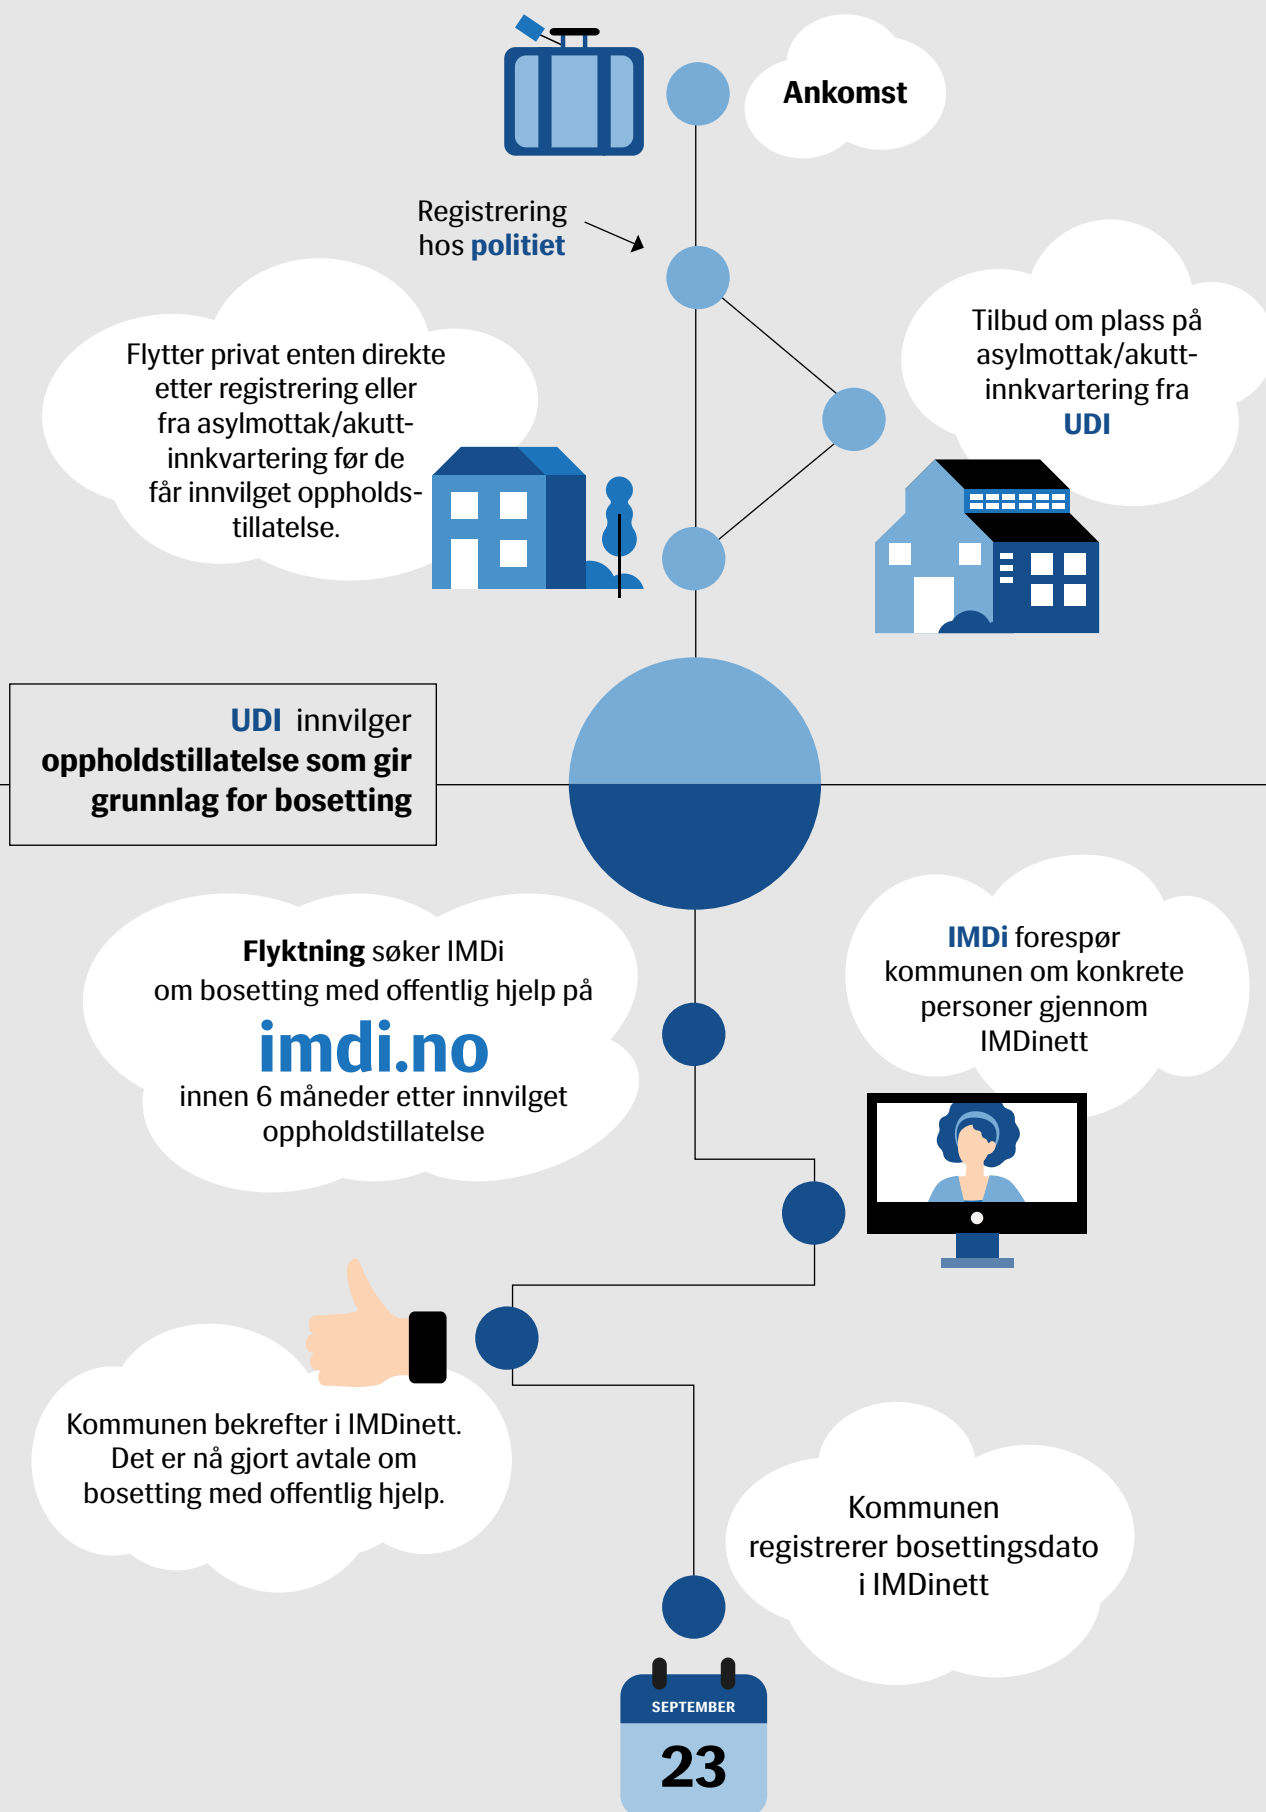 Ankomst
Registrering
hos politiet
Tilbud om plass på
asylmottak/akutt-
innkvartering fra
UDI
Flytter privat enten direkte
etter registrering eller
fra asylmottak/akutt-
innkvartering før de
får innvilget oppholds-
tillatelse.
UDI innvilger
oppholdstillatelse som gir
grunnlag for bosetting
Flyktning søker IMDi
om bosetting med offentlig hjelp på
imdi.no
innen 6 måneder etter innvilget
oppholdstillatelse
IMDi forespør
kommunen om konkrete
personer gjennom
IMDinett
Kommunen bekrefter i IMDinett.
Det er nå gjort avtale om
bosetting med offentlig hjelp.
Kommunen
registrerer bosettingsdato
i IMDinett
SEPTEMBER
23